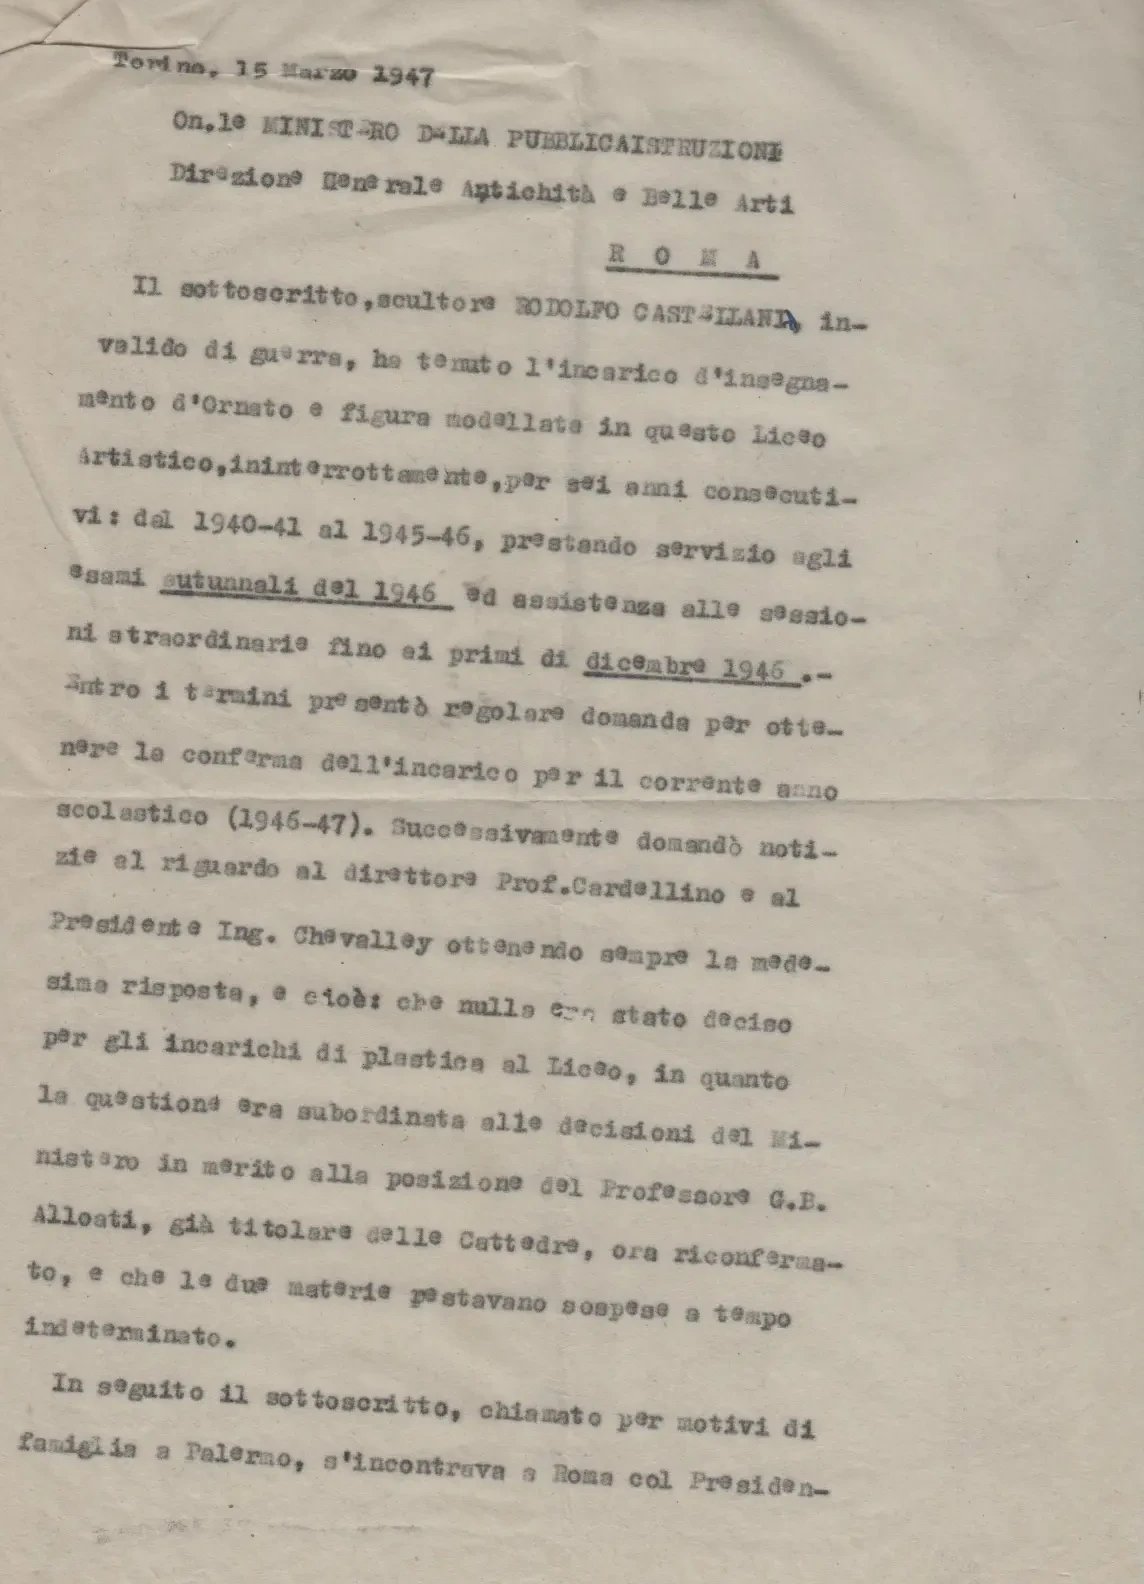 Torino, 15 Marzo 1947
On.le MINISTERO DELLA PUBBLICAISTRUZIONE
Direzione Generale Antichità e Belle Arti
R O M A
Il sottoscritto,scultore RODOLFO CASTELLANI, in-
valido di guerra, ha tenuto l'incarico d'insegna-
mento d'Ornato e figura modellata in questo Liceo
Artistico,ininterrottamente,per sei anni consecuti-
vi: dal 1940-41 al 1945-46, prestando servizio agli
esami autunnali del 1946 ed assistenza alle sessio-
ni straordinarie fino ai primi di dicembre 1946 .-
Entro i termini presentò regolare domanda per otte-
nere la conferma dell'incarico per il corrente anno
scolastico (1946-47). Successivamente domandò noti-
zie al riguardo al direttore Prof.Cardellino e al
Presidente Ing. Chevalley ottenendo sempre la mede-
sima risposta, e cioè: che nulla era stato deciso
per gli incarichi di plastica al Liceo, in quanto
la questione era subordinata alle decisioni del Mi-
nistero in merito alla posizione del Professore G.B.
Alloati, già titolare delle Cattedre, ora riconferma-
to, e che le due materie restavano sospese a tempo
indeterminato.
In seguito il sottoscritto, chiamato per motivi di
famiglia a Palermo, s'incontrava a Roma col Presiden-